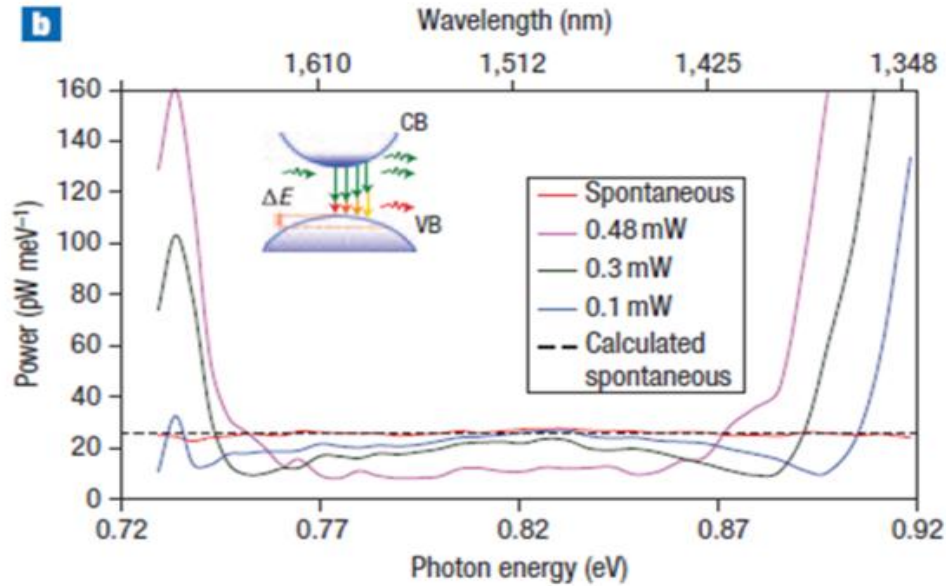 b
Wavelength (nm)
1,610 1,512 1,425 1,348
160
140
120
100
80
60
40
20
0
Power (pW meV⁻¹)
CB
ΔE
VB
Spontaneous
0.48 mW
0.3 mW
0.1 mW
Calculated
spontaneous
0.72 0.77 0.82 0.87 0.92
Photon energy (eV)